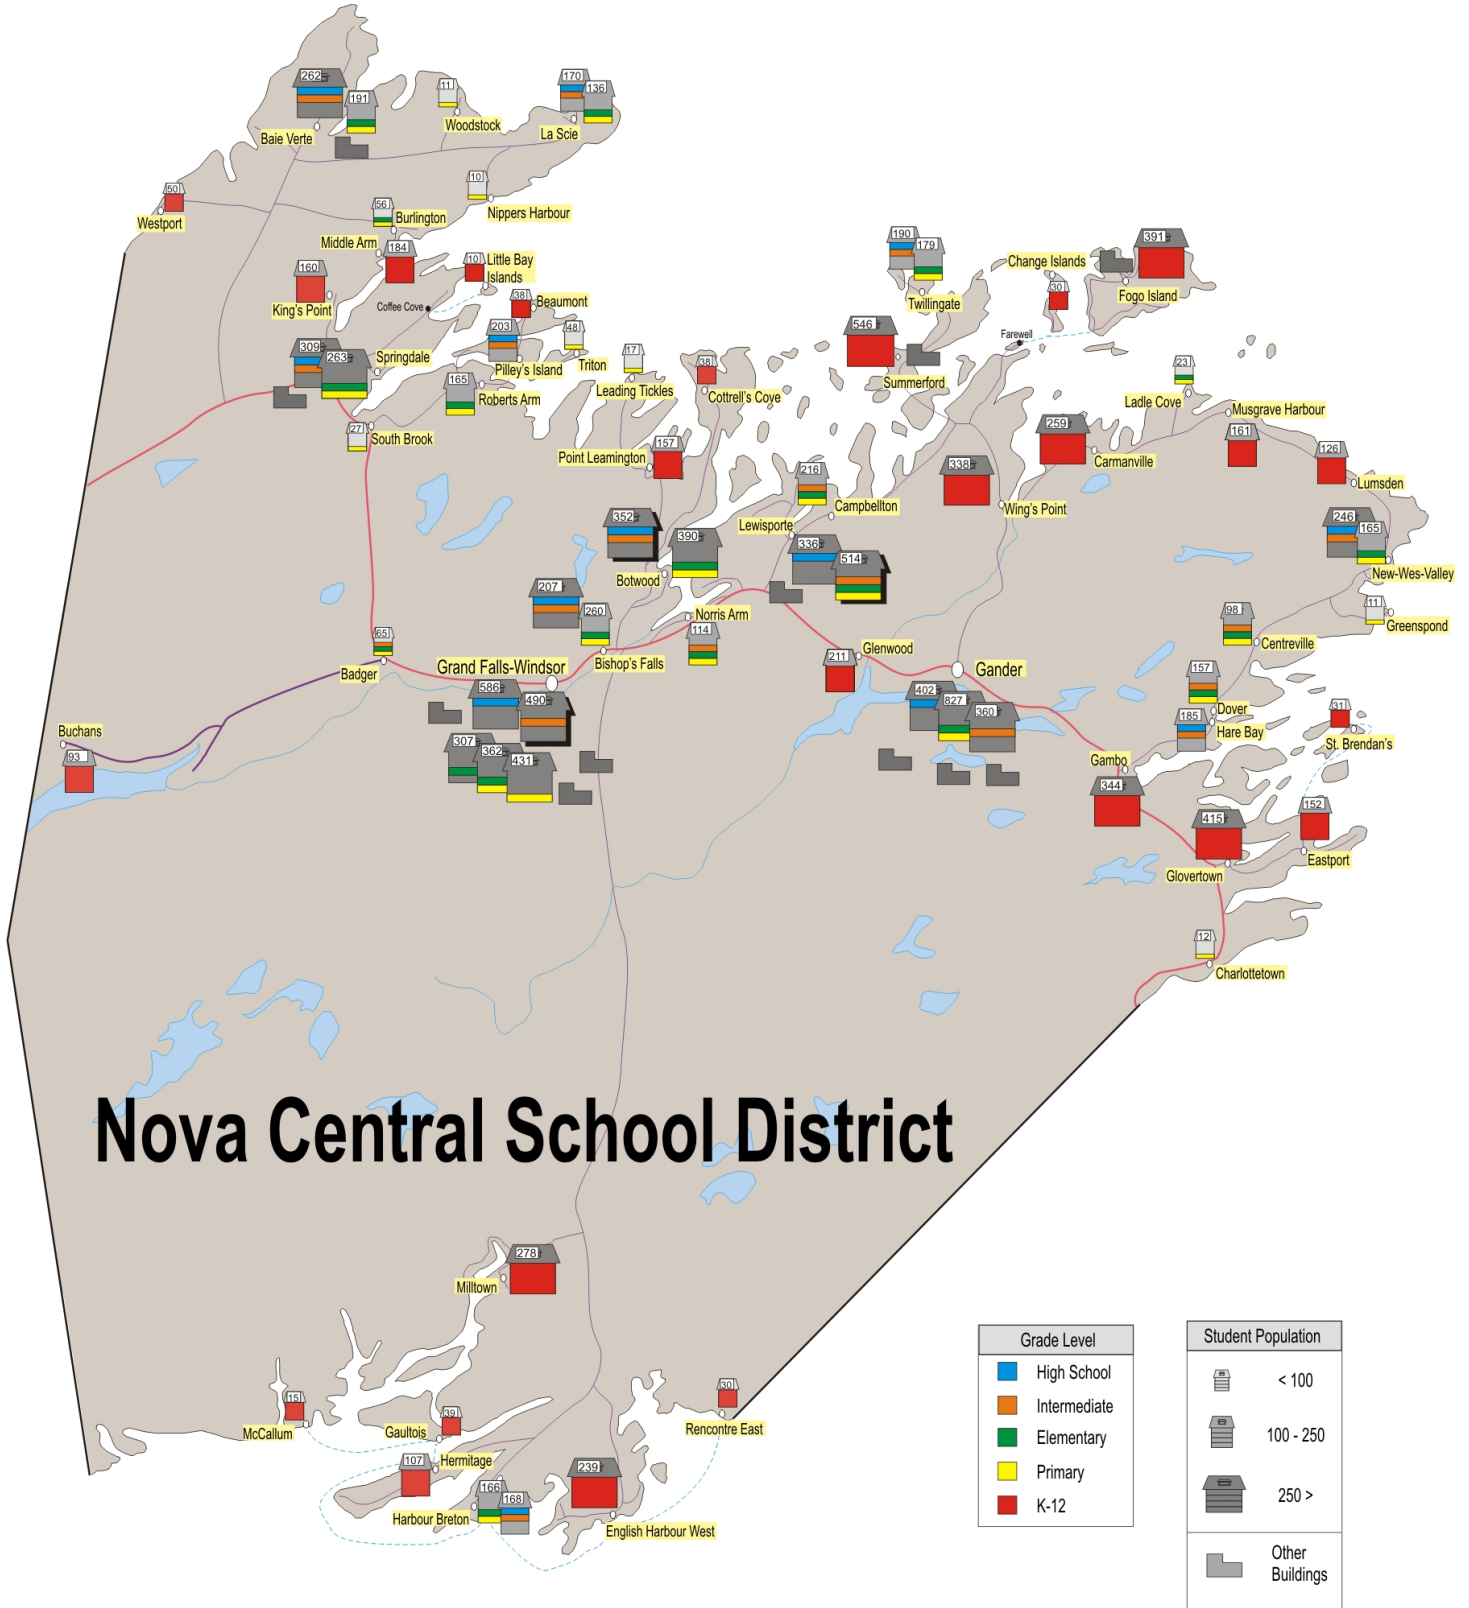 262
191
Baie Verte
11
Woodstock
170
136
La Scie
50
Westport
10
Nippers Harbour
56
Burlington
Middle Arm
184
10
Little Bay
Islands
160
King's Point
Coffee Cove
38
Beaumont
203
48
Pilley's Island
Triton
309
263
Springdale
165
Roberts Arm
17
Leading Tickles
38
Cottrell's Cove
27
South Brook
190
179
Twillingate
Change Islands
30
391
Fogo Island
Farewell
546
Summerford
23
Ladle Cove
Musgrave Harbour
161
126
Lumsden
259
Carmanville
338
Wing's Point
157
Point Leamington
216
Campbellton
Lewisporte
336
514
352
390
Botwood
246
165
New-Wes-Valley
11
Greenspond
207
260
Bishop's Falls
Norris Arm
114
98
Centreville
65
Badger
Grand Falls-Windsor
586
490
307
362
431
211
Glenwood
Gander
402
827
360
157
Dover
185
Hare Bay
31
St. Brendan's
Buchans
93
Gambo
344
415
Glovertown
152
Eastport
12
Charlottetown
Nova Central School District
278
Milltown
15
McCallum
39
Gaultois
30
Rencontre East
107
Hermitage
166
168
Harbour Breton
239
English Harbour West
Grade Level
High School
Intermediate
Elementary
Primary
K-12
Student Population
< 100
100 - 250
250 >
Other
Buildings